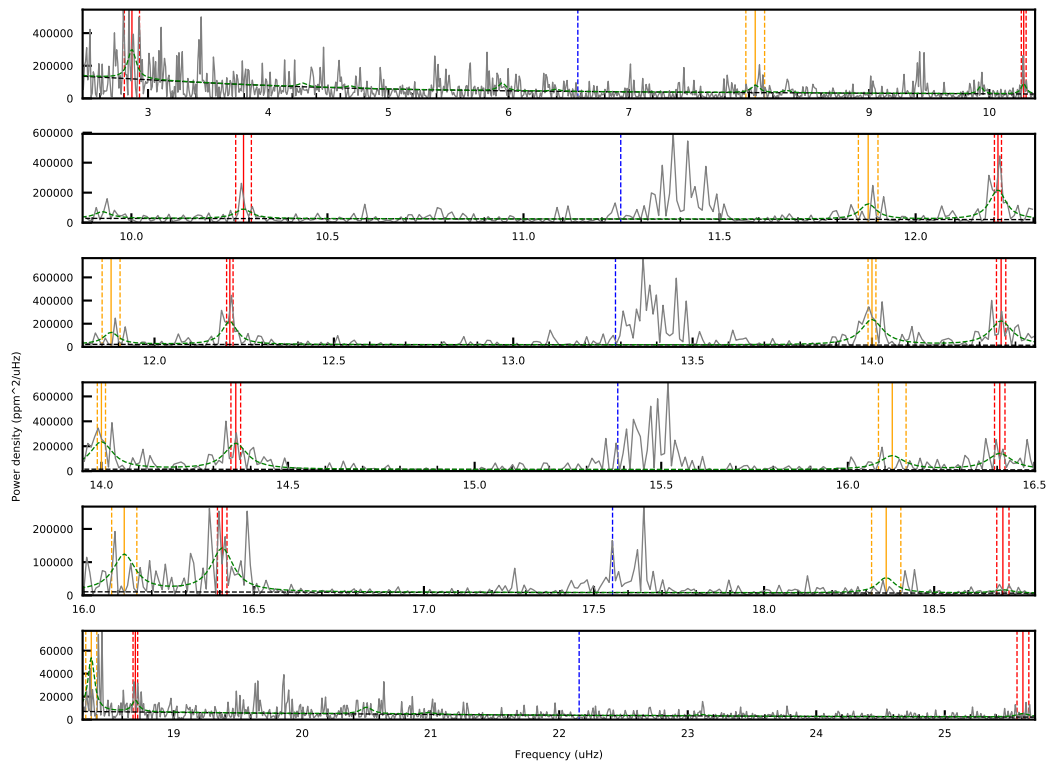 400000
200000
0
3 4 5 6 7 8 9 10
600000
400000
200000
0
10.0 10.5 11.0 11.5 12.0
600000
400000
200000
0
12.0 12.5 13.0 13.5 14.0
600000
400000
200000
0
14.0 14.5 15.0 15.5 16.0 16.5
200000
100000
0
16.0 16.5 17.0 17.5 18.0 18.5
60000
40000
20000
0
19 20 21 22 23 24 25
Power density (ppm^2/uHz)
Frequency (uHz)